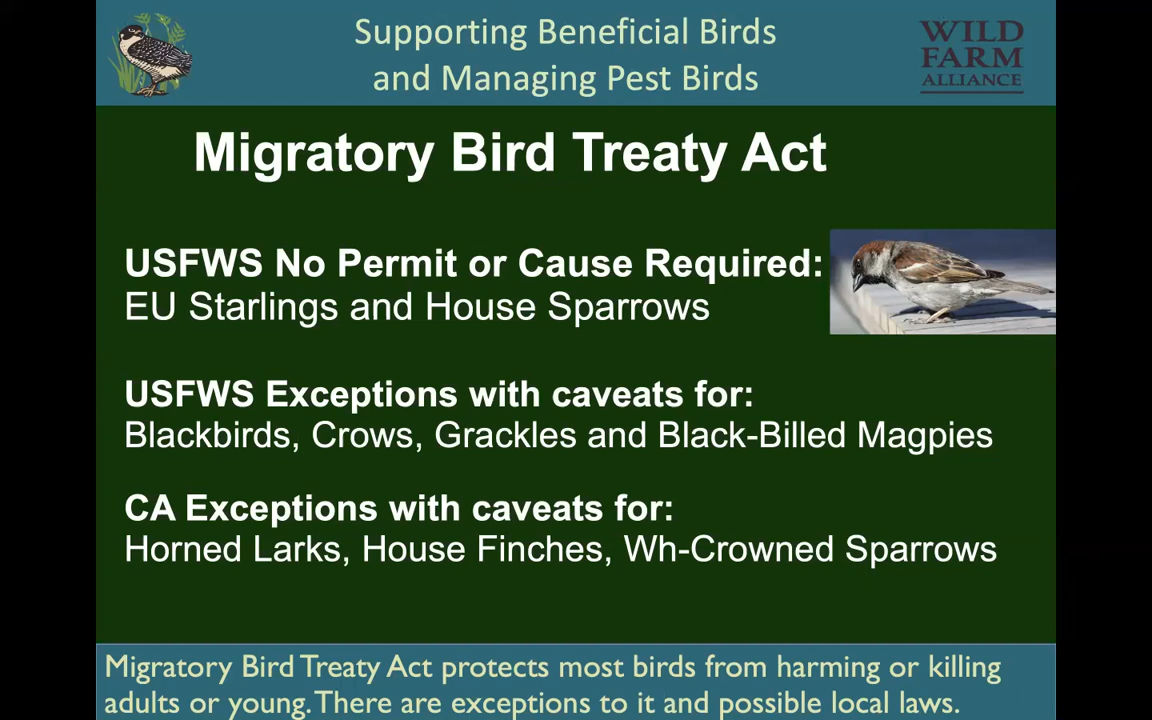 Supporting Beneficial Birds
and Managing Pest Birds
WILD
FARM
ALLIANCE
Migratory Bird Treaty Act
USFWS No Permit or Cause Required:
EU Starlings and House Sparrows
USFWS Exceptions with caveats for:
Blackbirds, Crows, Grackles and Black-Billed Magpies
CA Exceptions with caveats for:
Horned Larks, House Finches, Wh-Crowned Sparrows
Migratory Bird Treaty Act protects most birds from harming or killing
adults or young. There are exceptions to it and possible local laws.